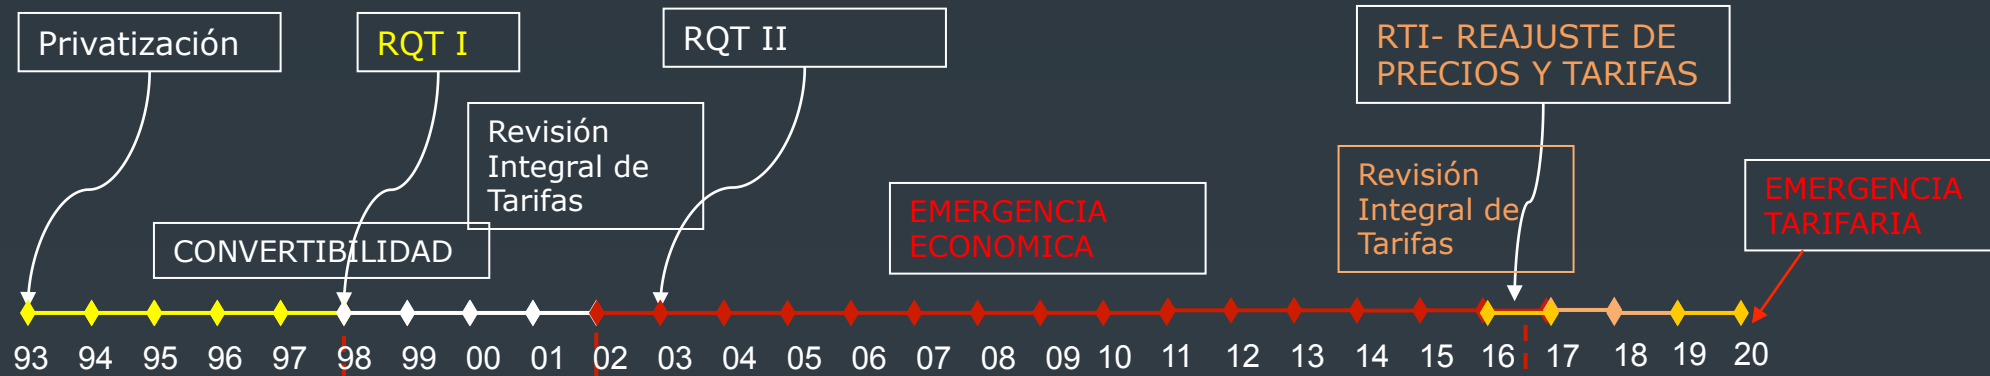 Privatización
RQT I
RQT II
RTI- REAJUSTE DE
PRECIOS Y TARIFAS
Revisión
Integral de
Tarifas
Revisión
Integral de
Tarifas
EMERGENCIA
TARIFARIA
EMERGENCIA
ECONOMICA
CONVERTIBILIDAD
93 94 95 96 97 98 99 00 01 02 03 04 05 06 07 08 09 10 11 12 13 14 15 16 17 18 19 20